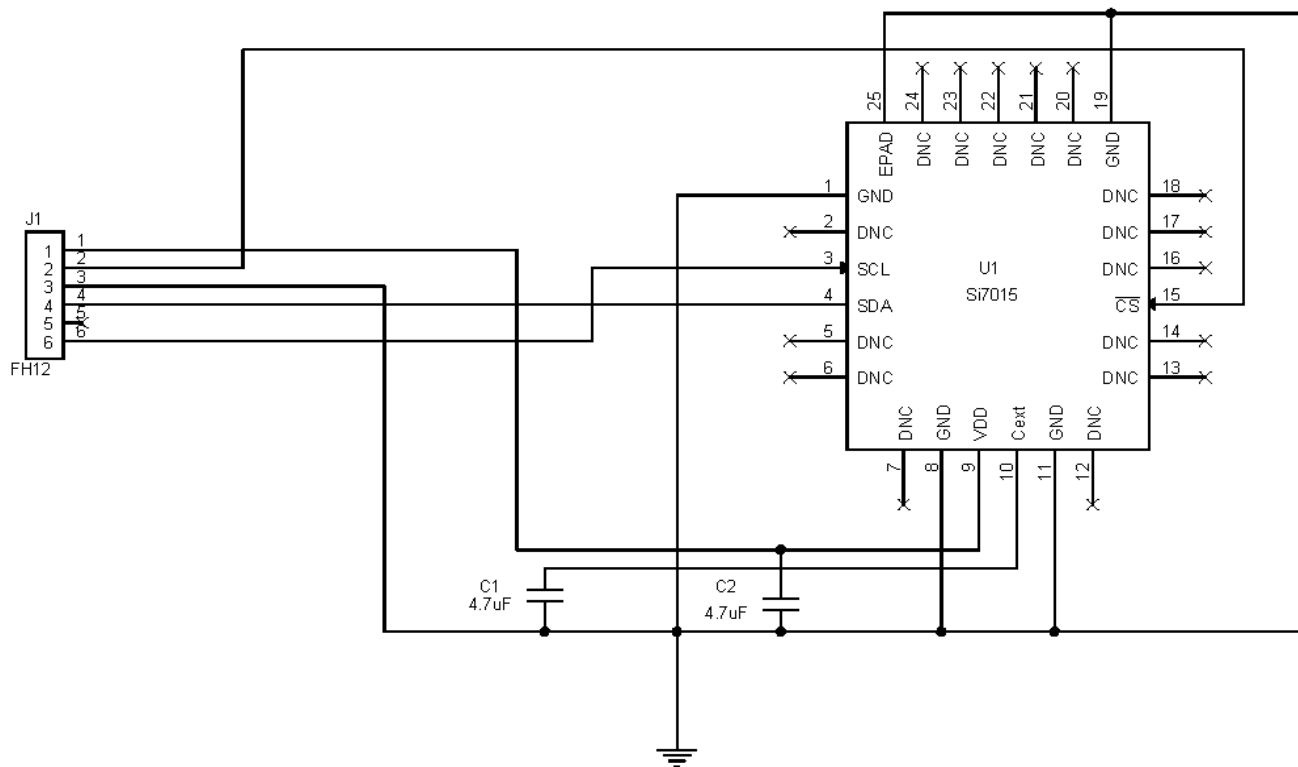 25
24
23
22
21
20
19
EPAD
DNC
DNC
DNC
DNC
DNC
GND
1
GND
DNC
18
2
DNC
DNC
17
3
SCL
DNC
16
4
SDA
CS
15
5
DNC
DNC
14
6
DNC
DNC
13
U1
Si7015
DNC
GND
VDD
Cext
GND
DNC
7
8
9
10
11
12
J1
1
1
2
2
3
3
4
4
5
5
6
6
FH12
C1
4.7uF
C2
4.7uF